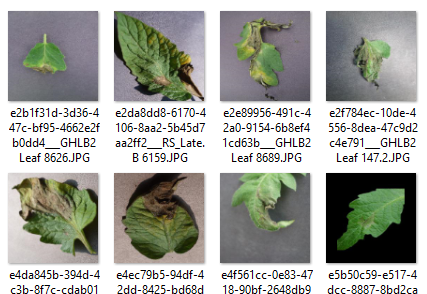 e2b1f31d-3d36-4
47c-bf95-4662e2f
b0dd4___GHLB2
Leaf 8626.JPG
e2da8dd8-6170-4
106-8aa2-5b45d7
aa2ff2___RS_Late.
B 6159.JPG
e2e89956-491c-4
2a0-9154-6b8ef4
1cd63b___GHLB2
Leaf 8689.JPG
e2f784ec-10de-4
556-8dea-47c9d2
c4e791___GHLB2
Leaf 147.2.JPG
e4da845b-394d-4
c3b-8f7c-cdab01
e4ec79b5-94df-4
2dd-8425-bd68d
e4f561cc-0e83-47
18-90bf-2648db9
e5b50c59-e517-4
dcc-8887-8bd2ca